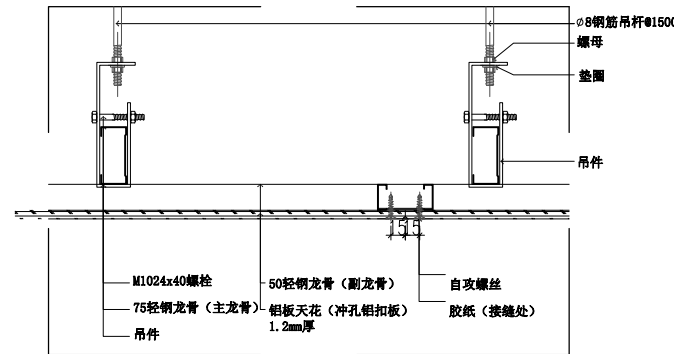 ∅8钢筋吊杆@1500
螺母
垫圈
吊件
15 15
M1024x40螺栓
75轻钢龙骨（主龙骨）
吊件
50轻钢龙骨（副龙骨）
铝板天花（冲孔铝扣板）
1.2mm厚
自攻螺丝
胶纸（接缝处）